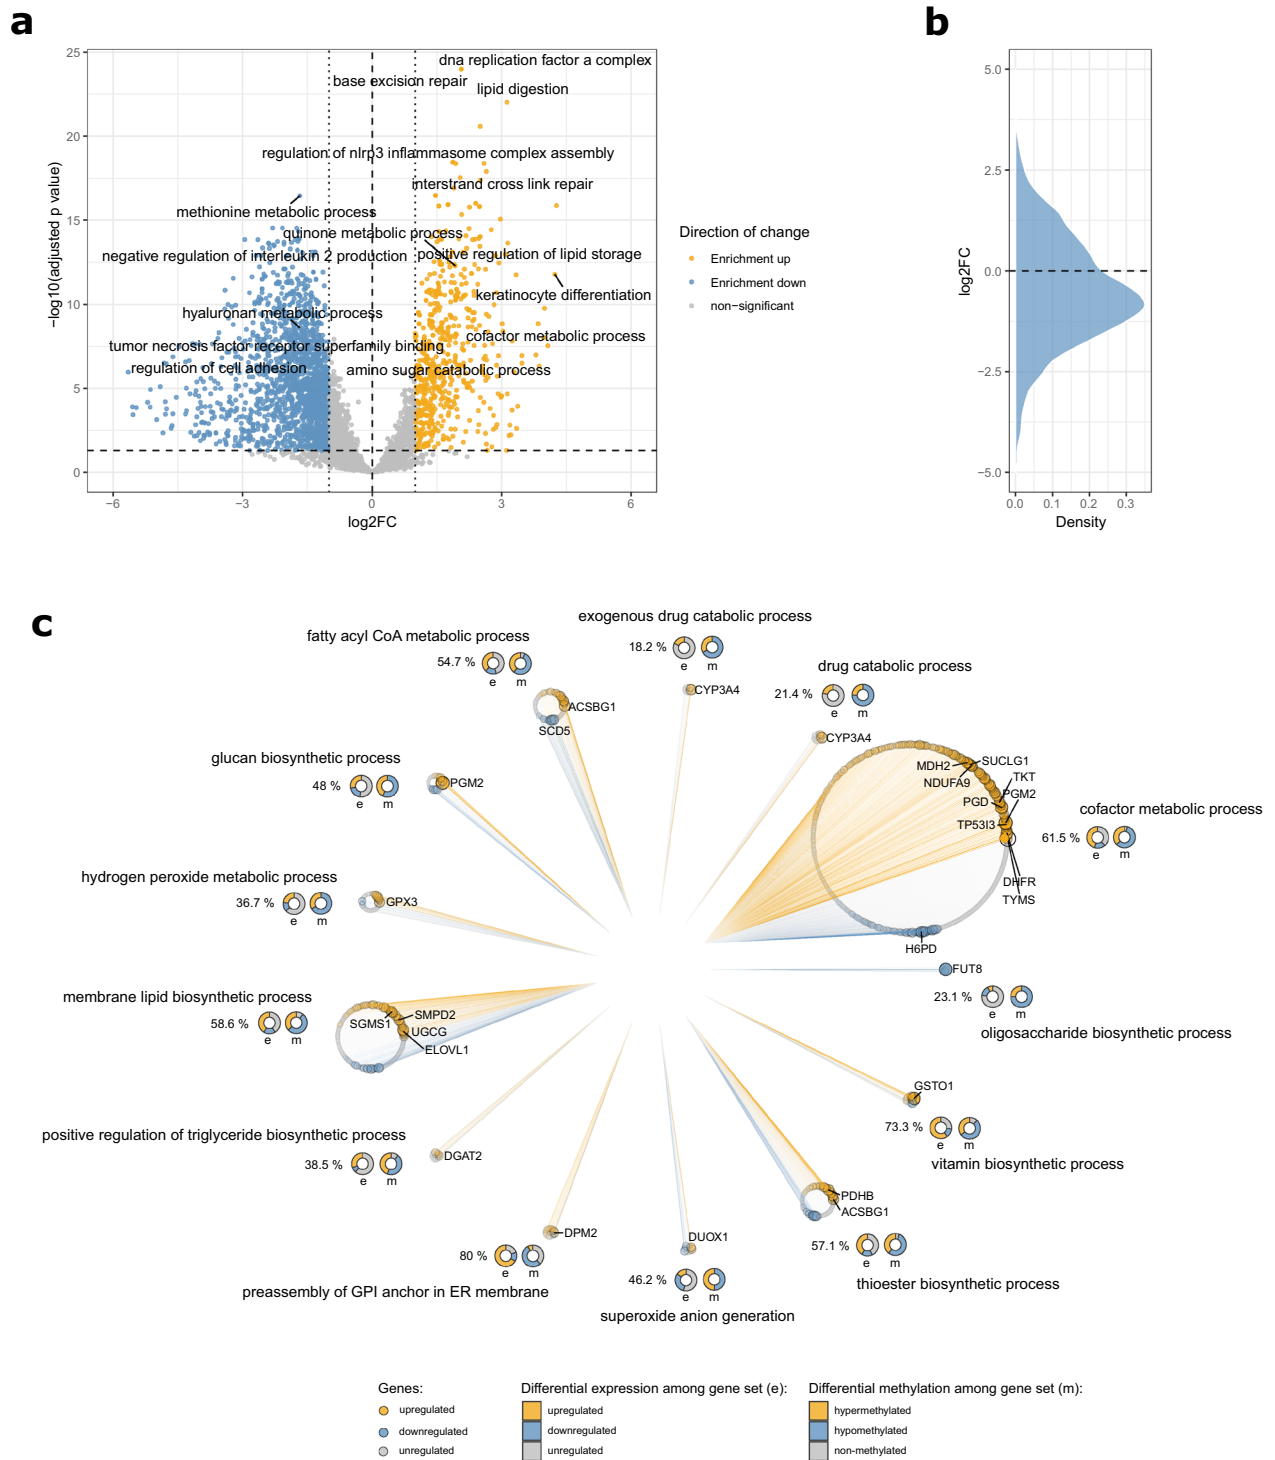 a
25
20
15
10
5
0
−log10(adjusted p value)
−6
−3
0
3
6
log2FC
dna replication factor a complex
base excision repair
lipid digestion
regulation of nlrp3 inflammasome complex assembly
interstrand cross link repair
methionine metabolic process
quinone metabolic process
negative regulation of interleukin 2 production
positive regulation of lipid storage
keratinocyte differentiation
hyaluronan metabolic process
cofactor metabolic process
tumor necrosis factor receptor superfamily binding
regulation of cell adhesion
amino sugar catabolic process
Direction of change
Enrichment up
Enrichment down
non−significant
b
5.0
2.5
0.0
−2.5
−5.0
log2FC
0.0
0.1
0.2
0.3
Density
c
exogenous drug catabolic process
18.2 %
e
m
CYP3A4
fatty acyl CoA metabolic process
54.7 %
e
m
ACSBG1
SCD5
drug catabolic process
21.4 %
e
m
CYP3A4
glucan biosynthetic process
48 %
e
m
PGM2
MDH2
SUCLG1
NDUFA9
TKT
PGD
PGM2
TP53I3
DHFR
TYMS
H6PD
cofactor metabolic process
61.5 %
e
m
hydrogen peroxide metabolic process
36.7 %
e
m
GPX3
FUT8
23.1 %
e
m
oligosaccharide biosynthetic process
membrane lipid biosynthetic process
58.6 %
e
m
SGMS1
SMPD2
UGCG
ELOVL1
GSTO1
73.3 %
e
m
vitamin biosynthetic process
positive regulation of triglyceride biosynthetic process
38.5 %
e
m
DGAT2
PDHB
ACSBG1
57.1 %
e
m
thioester biosynthetic process
DPM2
80 %
e
m
preassembly of GPI anchor in ER membrane
DUOX1
46.2 %
e
m
superoxide anion generation
Genes:
upregulated
downregulated
unregulated
Differential expression among gene set (e):
upregulated
downregulated
unregulated
Differential methylation among gene set (m):
hypermethylated
hypomethylated
non−methylated